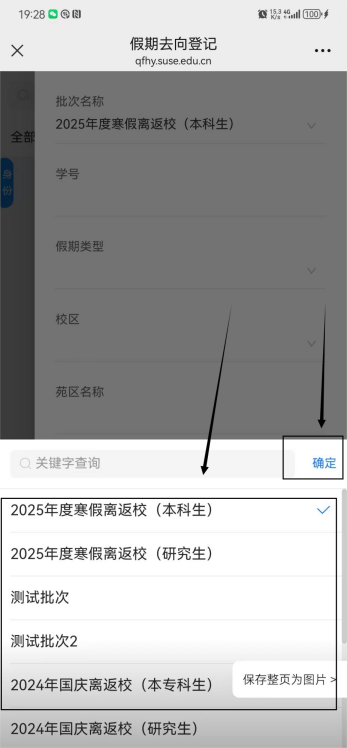 19:28
15.3 K/s 4G 100
假期去向登记
qfhy.suse.edu.cn
全部
身份
批次名称
2025年度寒假离返校（本科生）
学号
假期类型
校区
苑区名称
关键字查询
确定
2025年度寒假离返校（本科生）
2025年度寒假离返校（研究生）
测试批次
测试批次2
2024年国庆离返校（本专科生）
保存整页为图片 >
2024年国庆离返校（研究生）